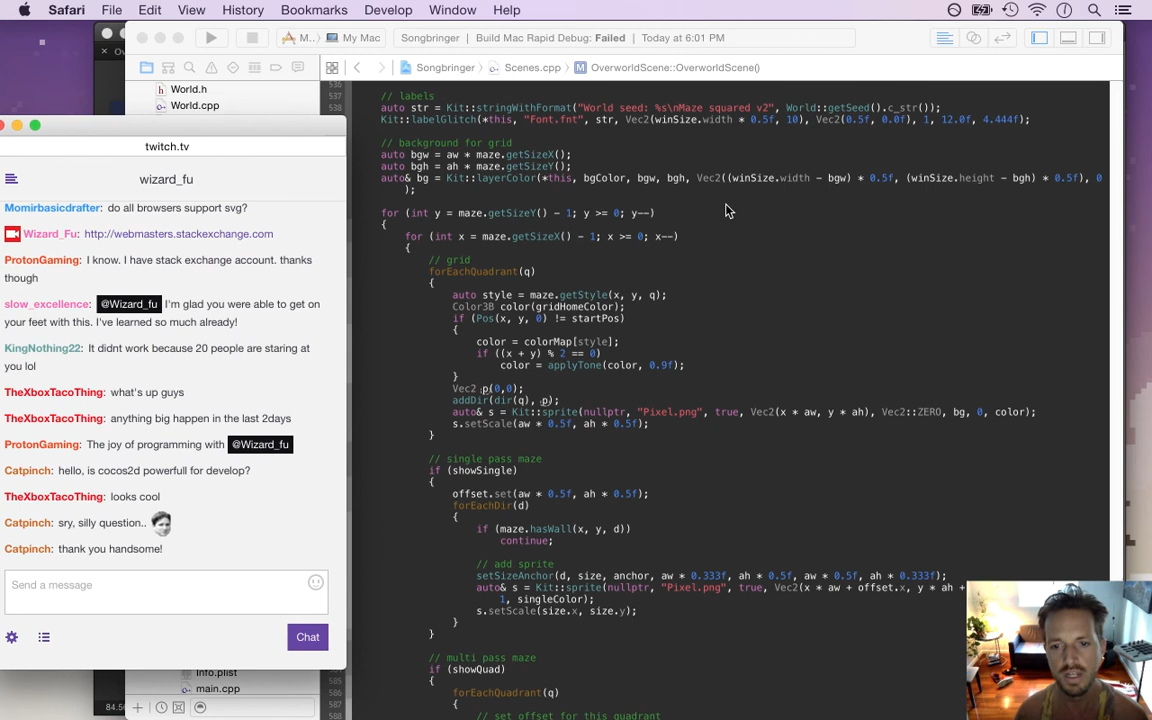 Safari File Edit View History Bookmarks Develop Window Help
M.. My Mac Songbringer | Build Mac Rapid Debug: Failed | Today at 6:01 PM
Songbringer Scenes.cpp OverworldScene::OverworldScene()
World.h
World.cpp
twitch.tv
wizard_fu
Momirbasicdrafter: do all browsers support svg?
Wizard_Fu: http://webmasters.stackexchange.com
ProtonGaming: I know. I have stack exchange account. thanks
though
slow_excellence: @Wizard_fu I'm glad you were able to get on
your feet with this. I've learned so much already!
KingNothing22: It didnt work because 20 people are staring at
you lol
TheXboxTacoThing: what's up guys
TheXboxTacoThing: anything big happen in the last 2days
ProtonGaming: The joy of programming with @Wizard_fu
Catpinch: hello, is cocos2d powerfull for develop?
TheXboxTacoThing: looks cool
Catpinch: sry, silly question..
Catpinch: thank you handsome!
Send a message
Chat
Info.plist
main.cpp
84.5
537
538
// labels
auto str = Kit::stringWithFormat("World seed: %s\nMaze squared v2", World::getSeed().c_str());
Kit::labelGlitch(*this, "Font.fnt", str, Vec2(winSize.width * 0.5f, 10), Vec2(0.5f, 0.0f), 1, 12.0f, 4.444f);
// background for grid
auto bgw = aw * maze.getSizeX();
auto bgh = ah * maze.getSizeY();
auto& bg = Kit::layerColor(*this, bgColor, bgw, bgh, Vec2((winSize.width - bgw) * 0.5f, (winSize.height - bgh) * 0.5f), 0
);
for (int y = maze.getSizeY() - 1; y >= 0; y--)
{
for (int x = maze.getSizeX() - 1; x >= 0; x--)
{
// grid
forEachQuadrant(q)
{
auto style = maze.getStyle(x, y, q);
Color3B color(gridHomeColor);
if (Pos(x, y, 0) != startPos)
{
color = colorMap[style];
if ((x + y) % 2 == 0)
color = applyTone(color, 0.9f);
}
Vec2 p(0,0);
addDir(dir(q), p);
auto& s = Kit::sprite(nullptr, "Pixel.png", true, Vec2(x * aw, y * ah), Vec2::ZERO, bg, 0, color);
s.setScale(aw * 0.5f, ah * 0.5f);
}
// single pass maze
if (showSingle)
{
offset.set(aw * 0.5f, ah * 0.5f);
forEachDir(d)
{
if (maze.hasWall(x, y, d))
continue;
// add sprite
setSizeAnchor(d, size, anchor, aw * 0.333f, ah * 0.5f, aw * 0.5f, ah * 0.333f);
auto& s = Kit::sprite(nullptr, "Pixel.png", true, Vec2(x * aw + offset.x, y * ah +
1, singleColor);
s.setScale(size.x, size.y);
}
}
// multi pass maze
if (showQuad)
{
forEachQuadrant(q)
{
// set offset for this quadrant